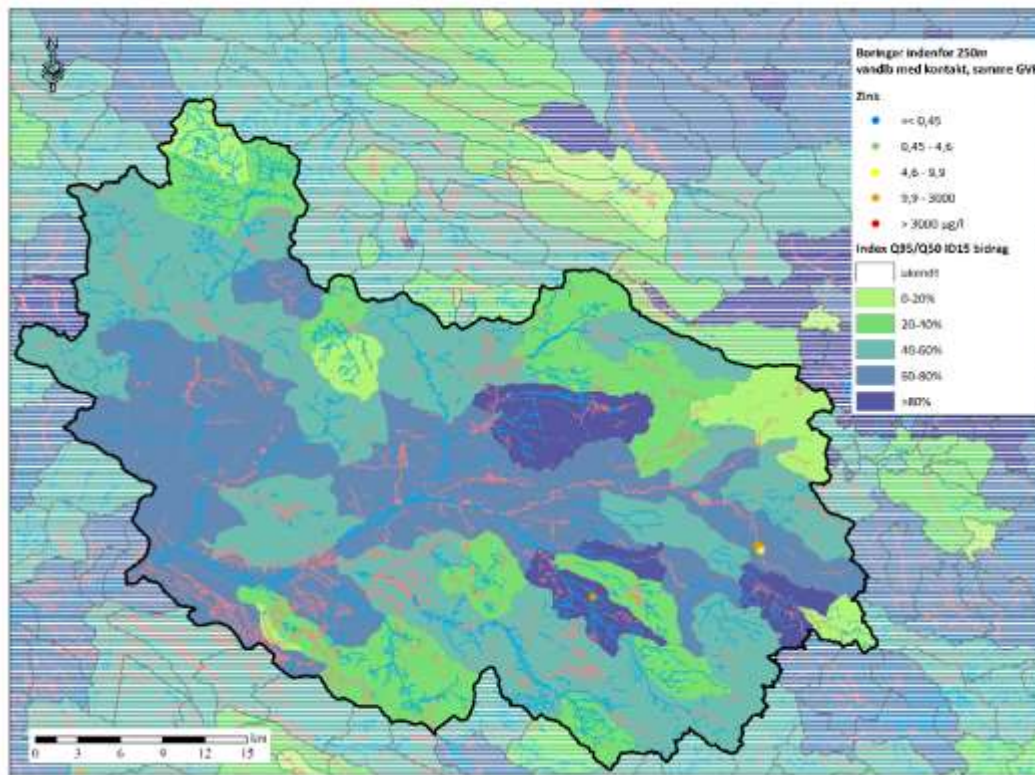 N
Boringer indenfor 250m
vandlb med kontakt, samme GVF
Zink
=< 0,45
0,45 - 4,6
4,6 - 9,9
9,9 - 3000
> 3000 µg/l
Index Q95/Q50 ID15 bidrag
ukendt
0-20%
20-40%
40-60%
60-80%
>80%
km
0 3 6 9 12 15